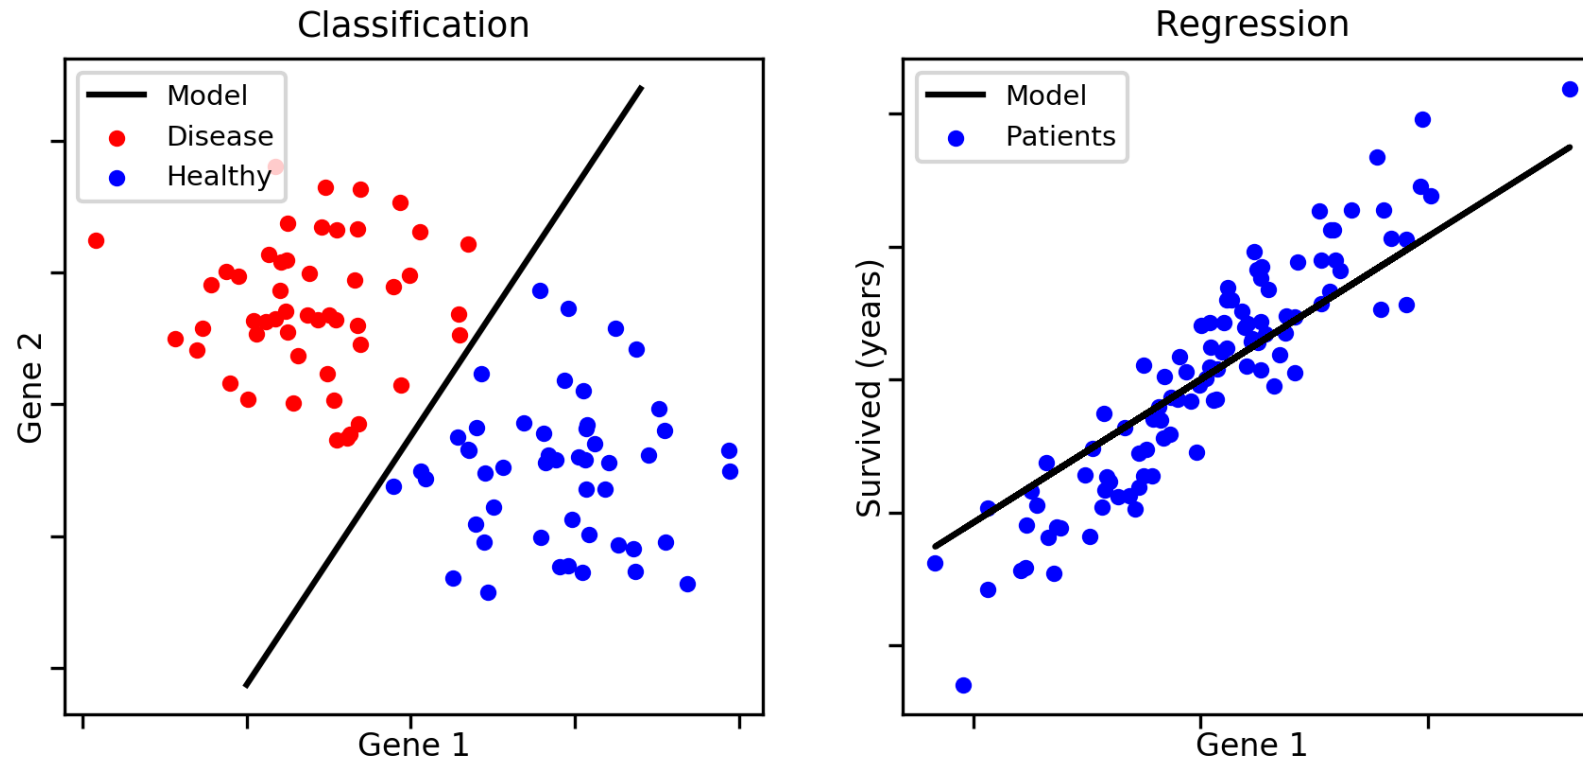 Classification
Model
Disease
Healthy
Gene 2
Gene 1
Regression
Model
Patients
Survived (years)
Gene 1